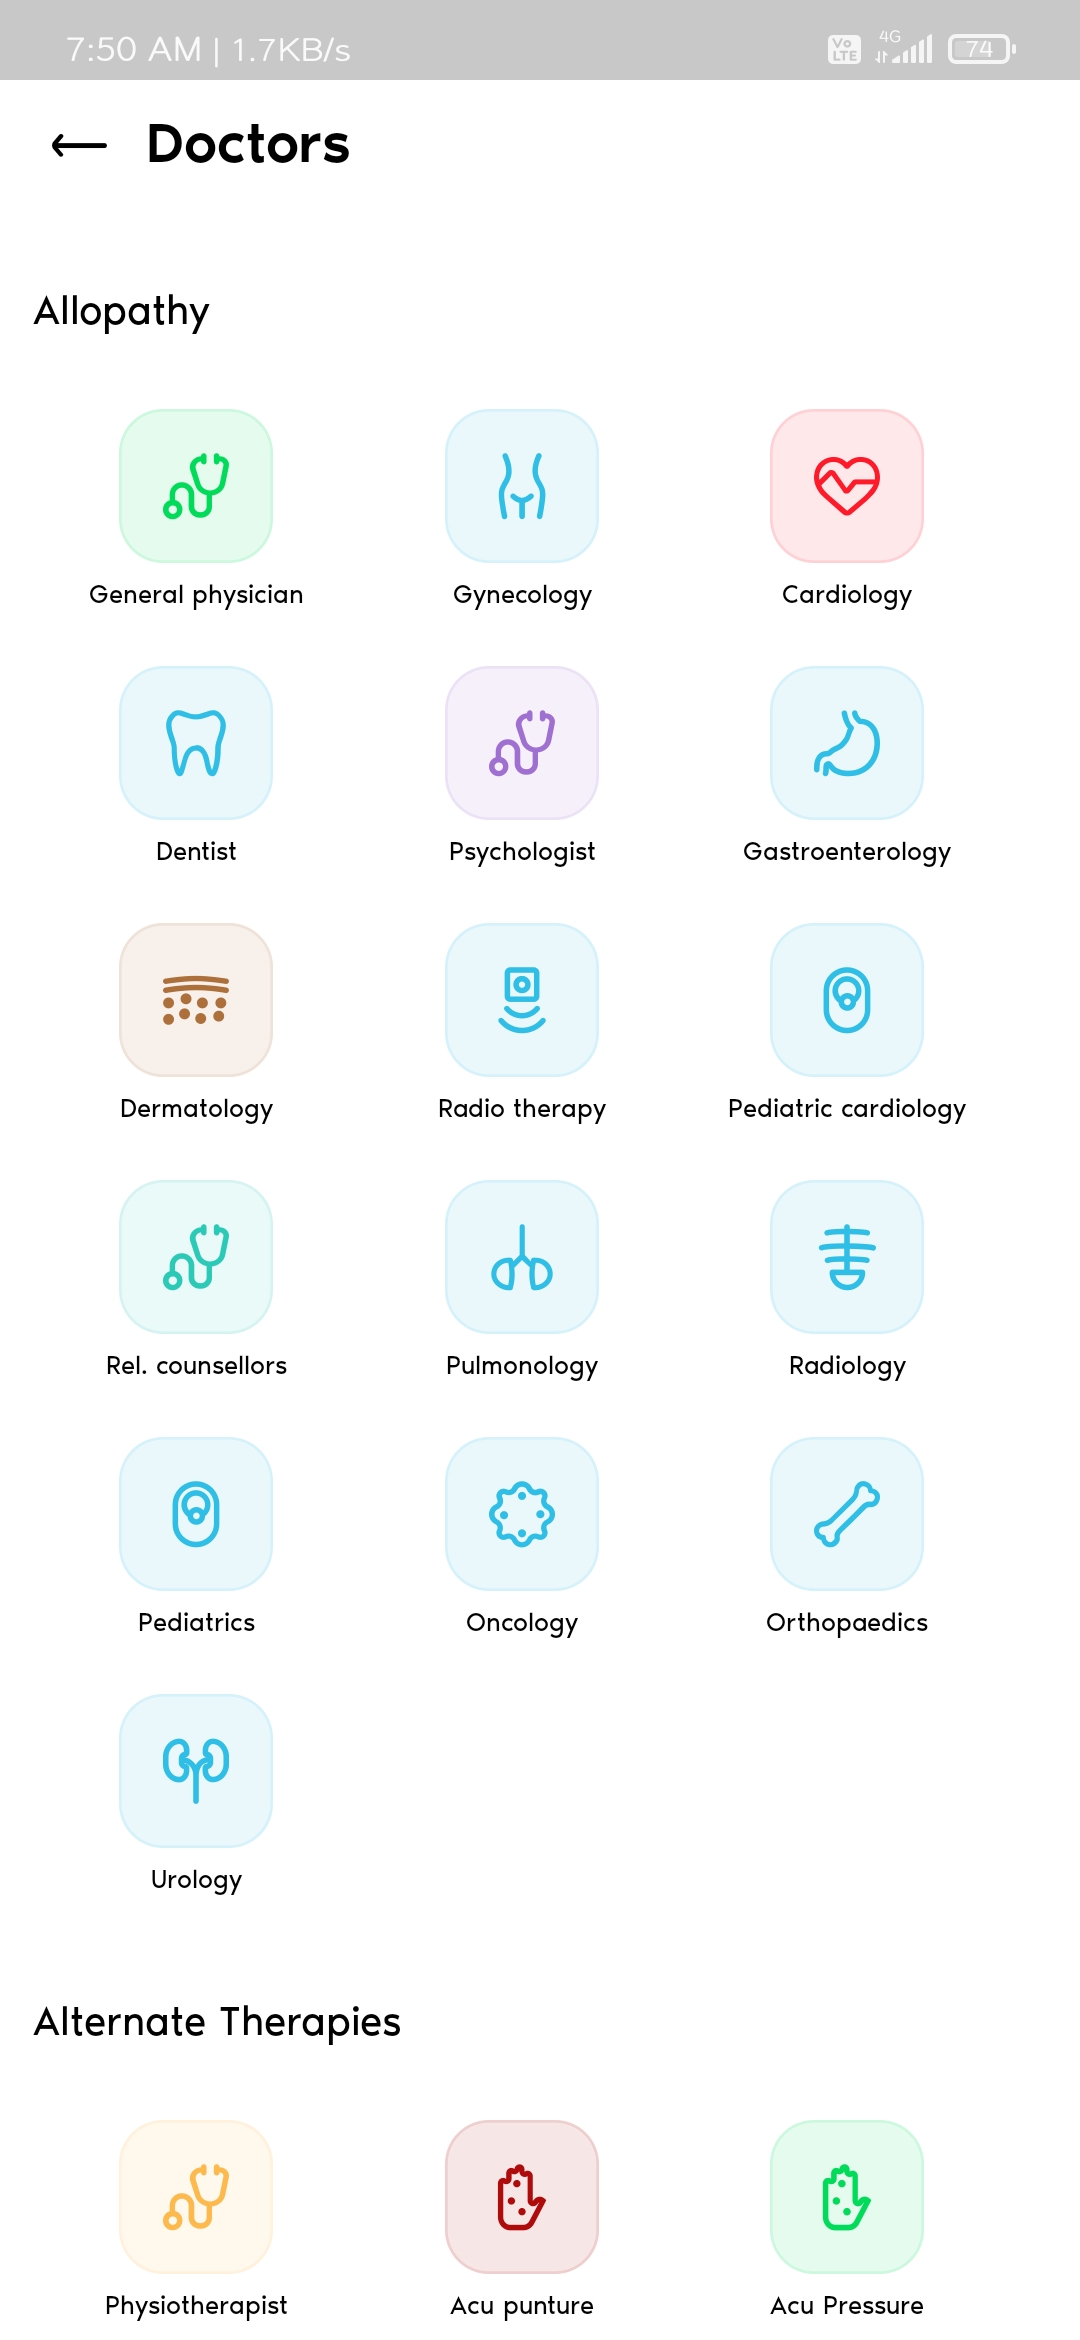 7:50 AM | 1.7KB/s Vo LTE 4G 74
Doctors
Allopathy
General physician Gynecology Cardiology
Dentist Psychologist Gastroenterology
Dermatology Radio therapy Pediatric cardiology
Rel. counsellors Pulmonology Radiology
Pediatrics Oncology Orthopaedics
Urology
Alternate Therapies
Physiotherapist Acu punture Acu Pressure